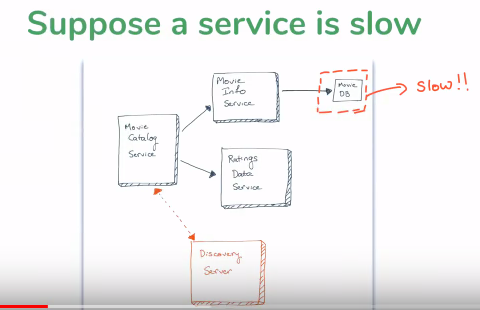 Suppose a service is slow
Movie
Info
Service
Movie
DB
slow!!
Movie
Catalog
Service
Ratings
Data
Service
Discovery
Server